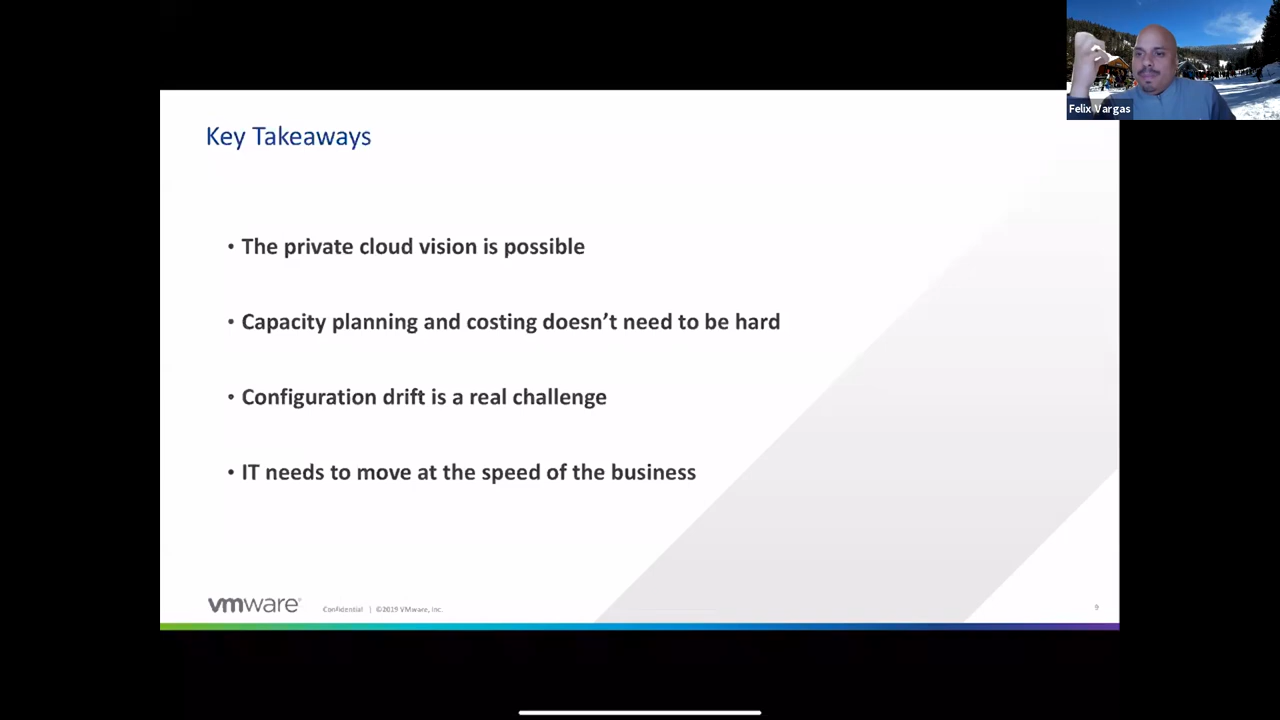 Felix Vargas
Key Takeaways
• The private cloud vision is possible
• Capacity planning and costing doesn’t need to be hard
• Configuration drift is a real challenge
• IT needs to move at the speed of the business
vmware®
Confidential | ©2019 VMware, Inc.
9